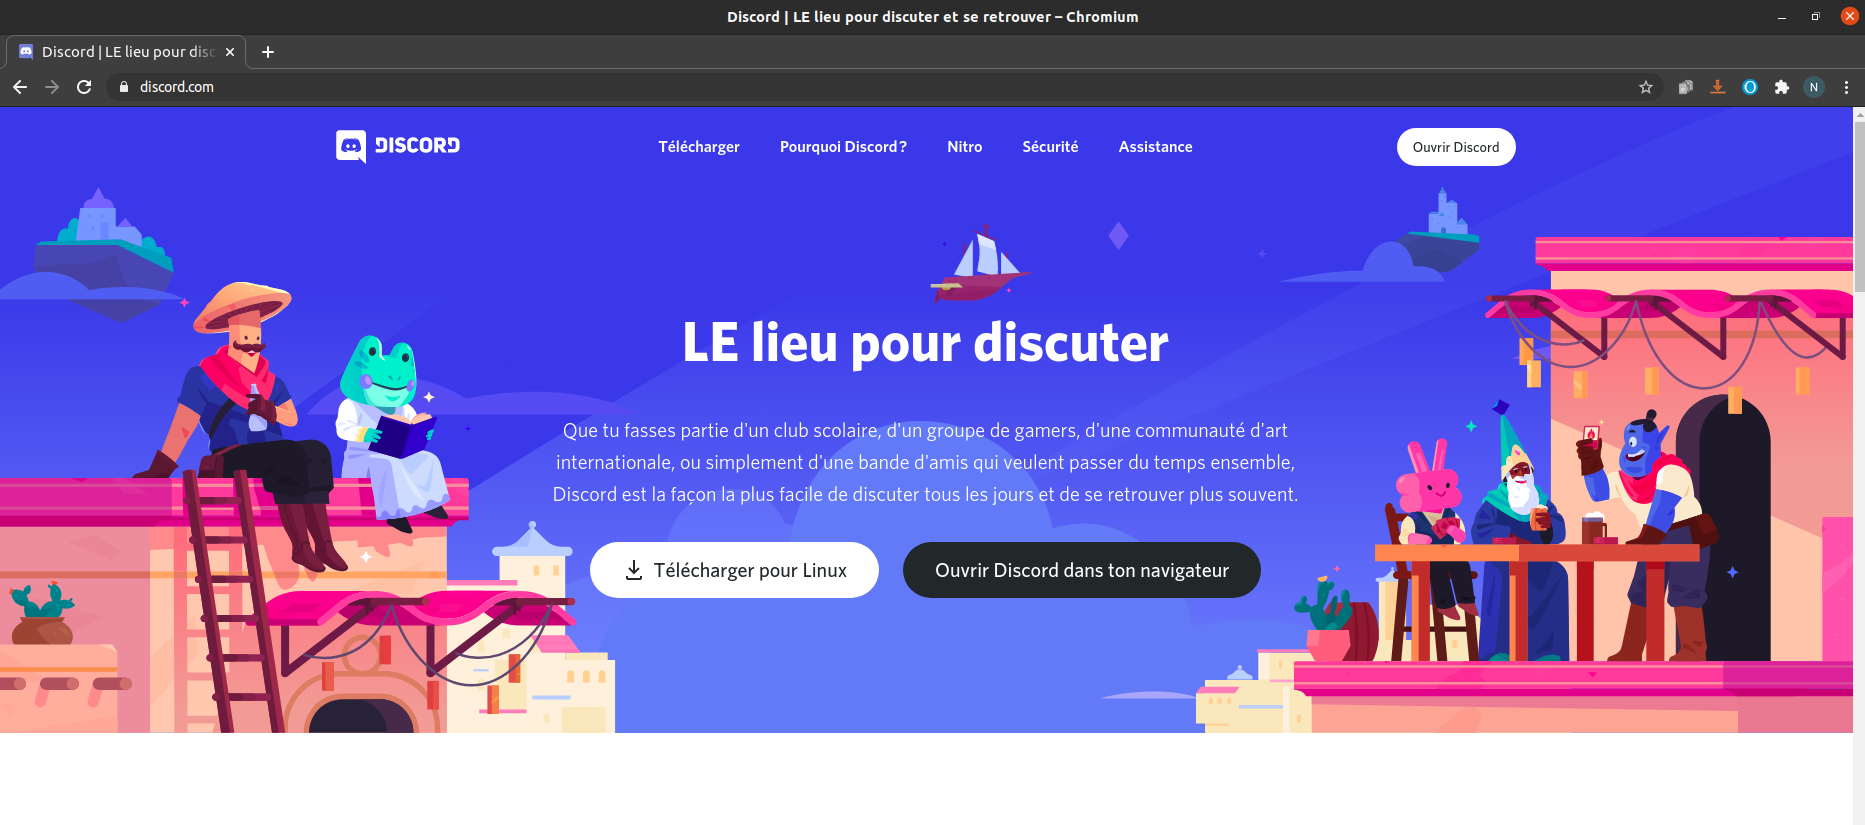 Discord | LE lieu pour discuter et se retrouver – Chromium
Discord | LE lieu pour disc
discord.com
N
DISCORD
Télécharger
Pourquoi Discord ?
Nitro
Sécurité
Assistance
Ouvrir Discord
LE lieu pour discuter
Que tu fasses partie d'un club scolaire, d'un groupe de gamers, d'une communauté d'art
internationale, ou simplement d'une bande d'amis qui veulent passer du temps ensemble,
Discord est la façon la plus facile de discuter tous les jours et de se retrouver plus souvent.
Télécharger pour Linux
Ouvrir Discord dans ton navigateur